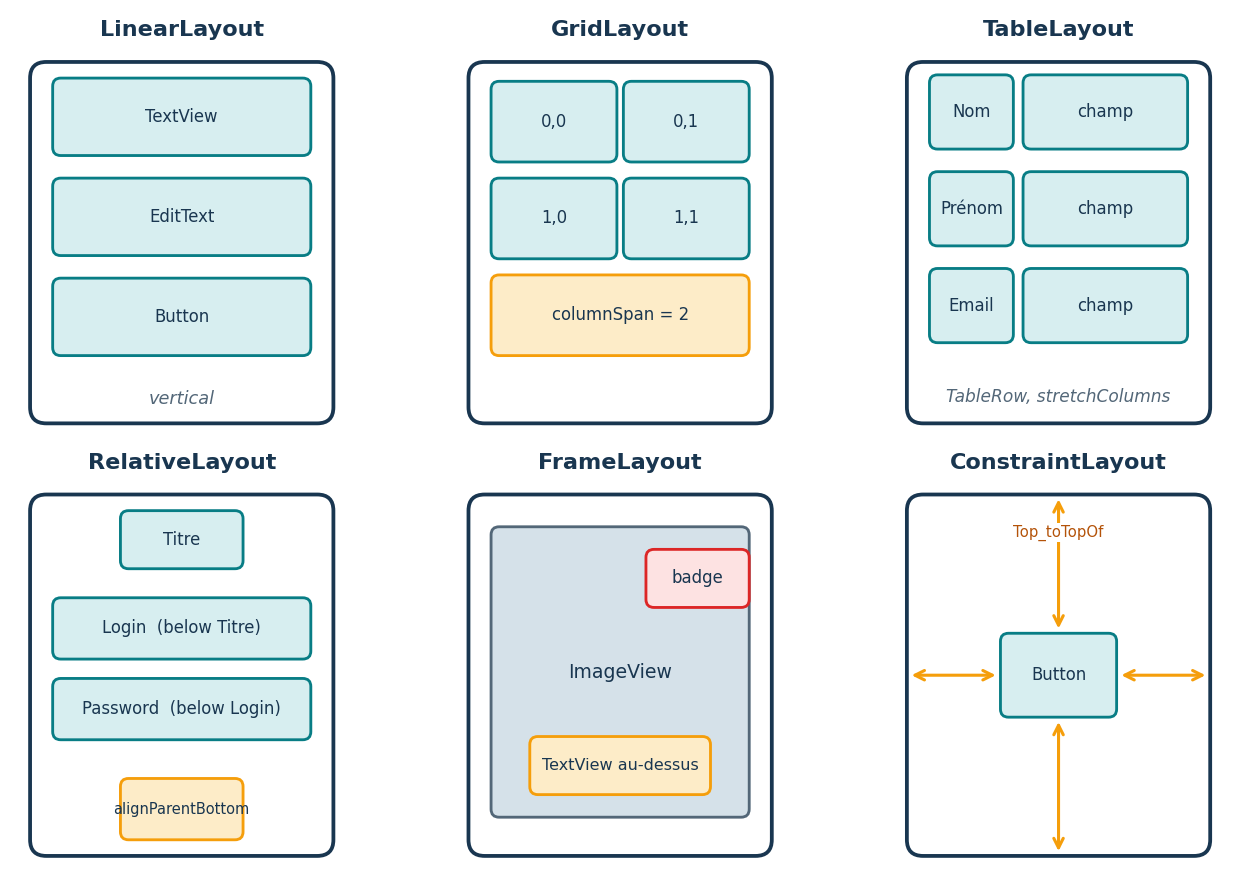 LinearLayout
TextView
EditText
Button
vertical
GridLayout
0,0
0,1
1,0
1,1
columnSpan = 2
TableLayout
Nom
champ
Prénom
champ
Email
champ
TableRow, stretchColumns
RelativeLayout
Titre
Login  (below Titre)
Password  (below Login)
alignParentBottom
FrameLayout
badge
ImageView
TextView au-dessus
ConstraintLayout
Top_toTopOf
Button